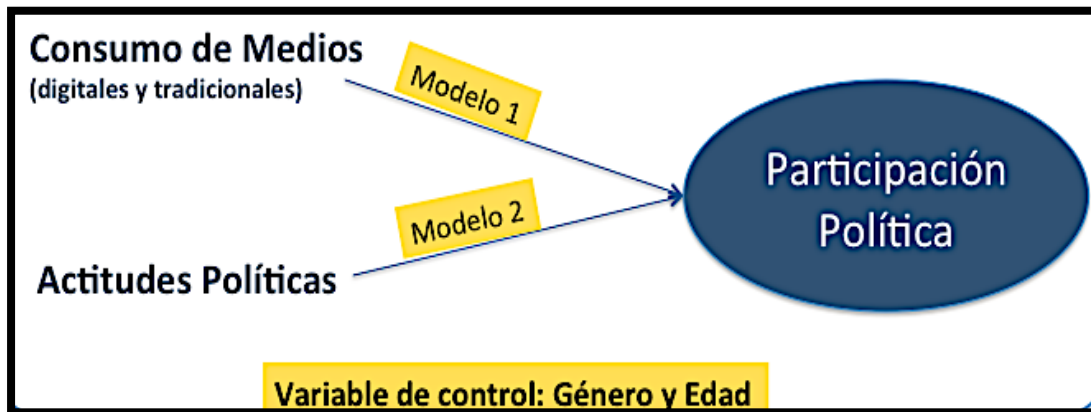 Consumo de Medios
(digitales y tradicionales)
Modelo 1
Participación
Política
Modelo 2
Actitudes Políticas
Variable de control: Género y Edad